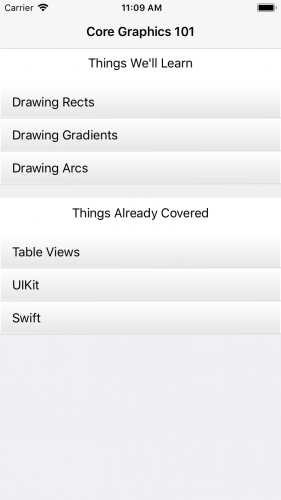 Carrier 11:09 AM
Core Graphics 101
Things We'll Learn
Drawing Rects
Drawing Gradients
Drawing Arcs
Things Already Covered
Table Views
UIKit
Swift